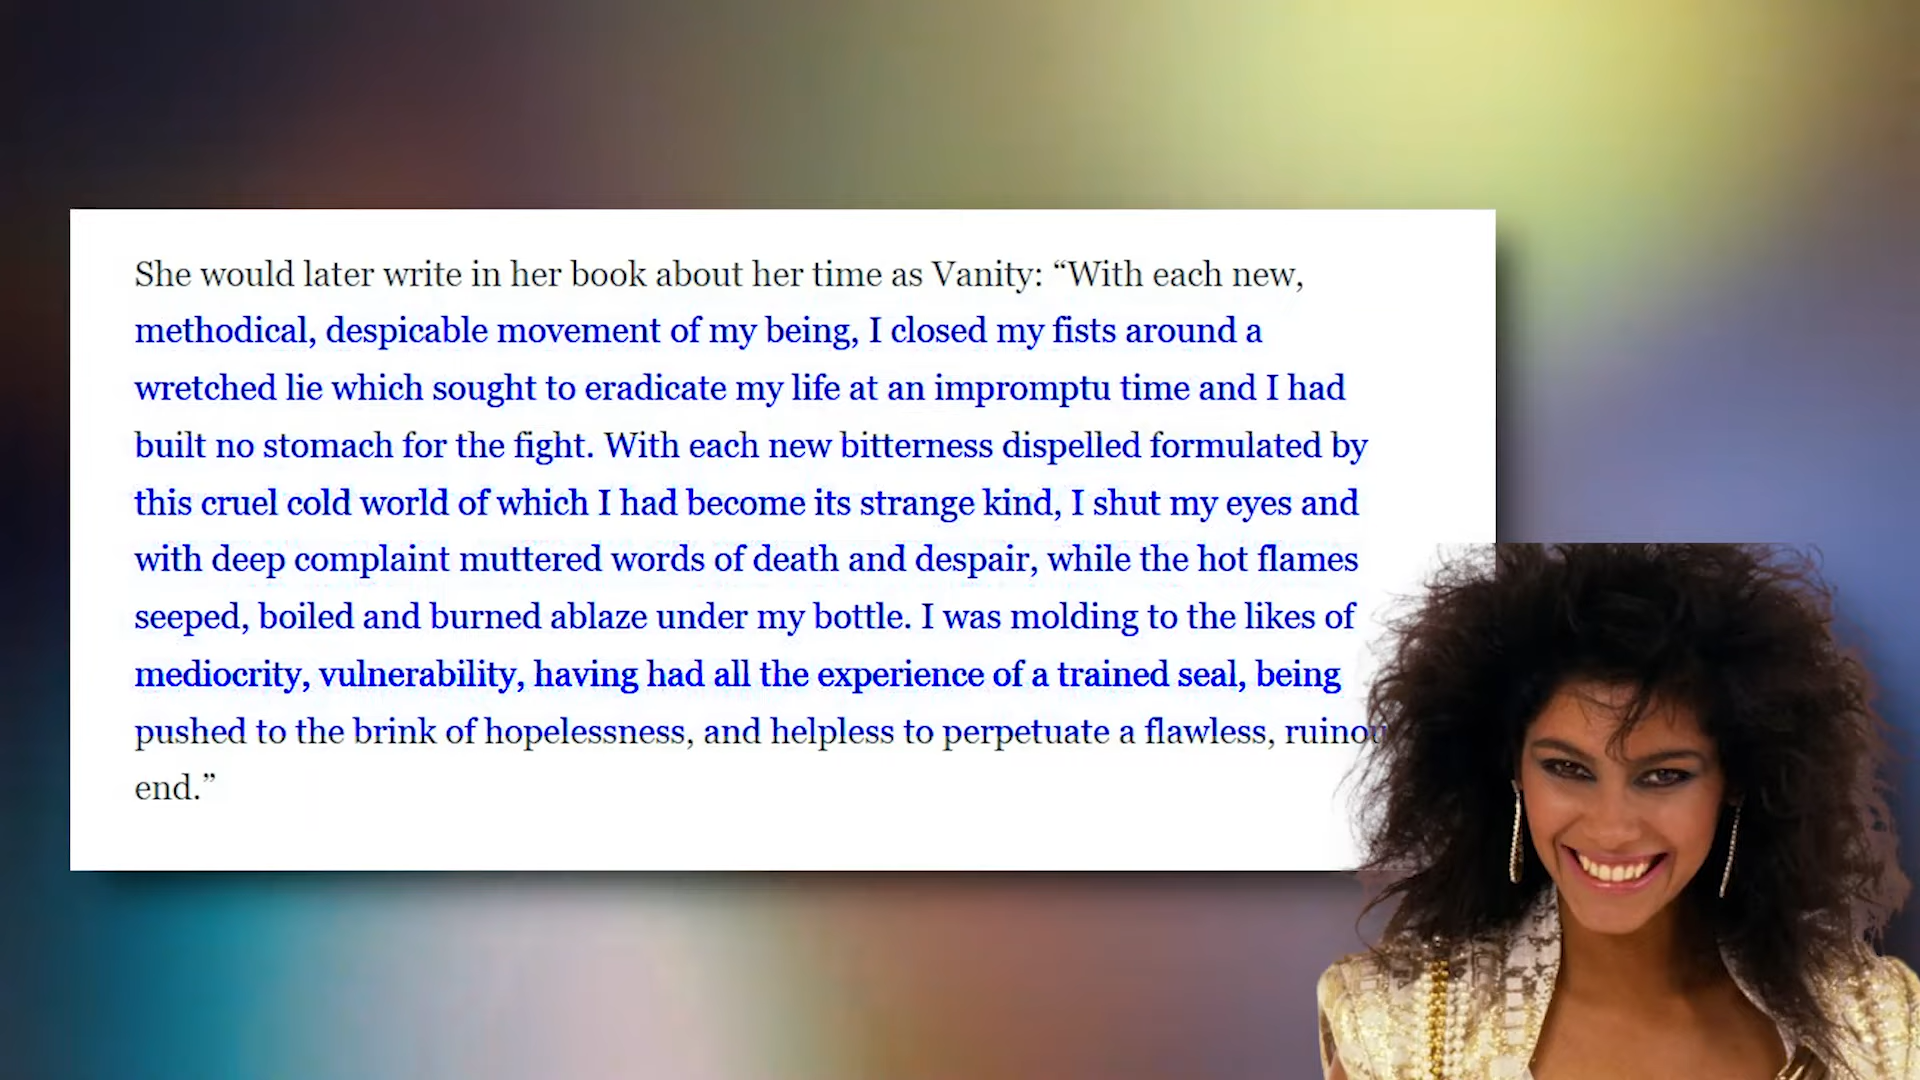 She would later write in her book about her time as Vanity: “With each new,
methodical, despicable movement of my being, I closed my fists around a
wretched lie which sought to eradicate my life at an impromptu time and I had
built no stomach for the fight. With each new bitterness dispelled formulated by
this cruel cold world of which I had become its strange kind, I shut my eyes and
with deep complaint muttered words of death and despair, while the hot flames
seeped, boiled and burned ablaze under my bottle. I was molding to the likes of
mediocrity, vulnerability, having had all the experience of a trained seal, being
pushed to the brink of hopelessness, and helpless to perpetuate a flawless,
end.”